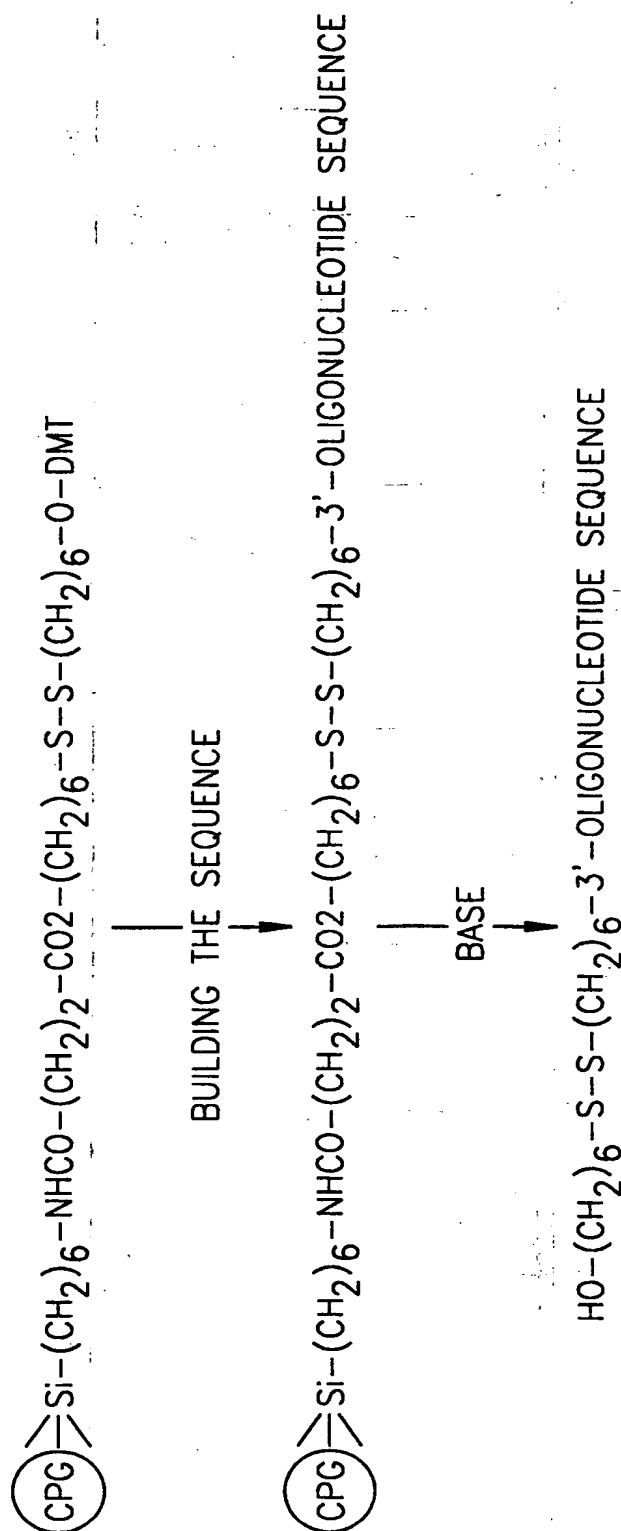 CPG Si-(CH2)6-NHCO-(CH2)2-CO2-(CH2)6-S-S-(CH2)6-O-DMT
BUILDING THE SEQUENCE
CPG Si-(CH2)6-NHCO-(CH2)2-CO2-(CH2)6-S-S-(CH2)6-3'-OLIGONUCLEOTIDE SEQUENCE
BASE
HO-(CH2)6-S-S-(CH2)6-3'-OLIGONUCLEOTIDE SEQUENCE